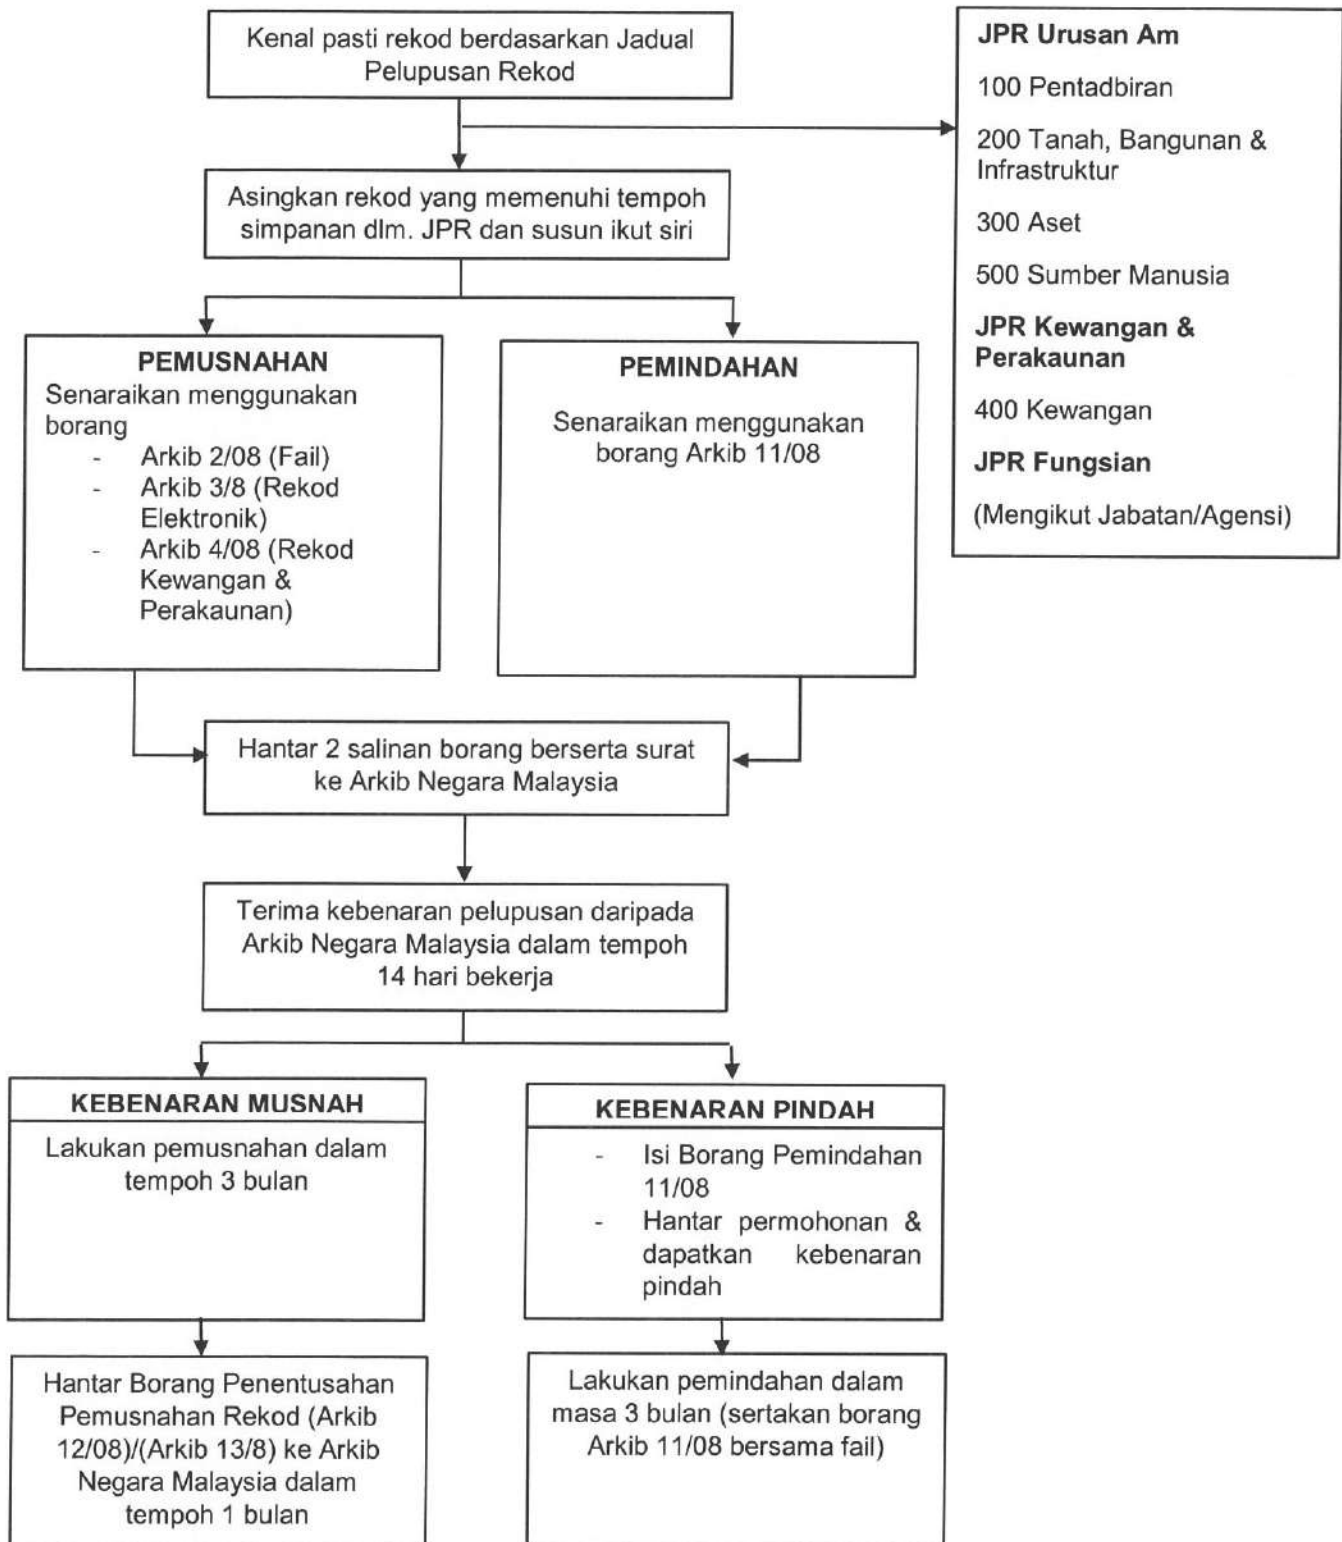 Kenal pasti rekod berdasarkan Jadual
Pelupusan Rekod
JPR Urusan Am
100 Pentadbiran
200 Tanah, Bangunan &
Infrastruktur
300 Aset
500 Sumber Manusia
JPR Kewangan &
Perakaunan
400 Kewangan
JPR Fungsian
(Mengikut Jabatan/Agensi)
Asingkan rekod yang memenuhi tempoh
simpanan dlm. JPR dan susun ikut siri
PEMUSNAHAN
Senaraikan menggunakan
borang
- Arkib 2/08 (Fail)
- Arkib 3/8 (Rekod
Elektronik)
- Arkib 4/08 (Rekod
Kewangan &
Perakaunan)
PEMINDAHAN
Senaraikan menggunakan
borang Arkib 11/08
Hantar 2 salinan borang berserta surat
ke Arkib Negara Malaysia
Terima kebenaran pelupusan daripada
Arkib Negara Malaysia dalam tempoh
14 hari bekerja
KEBENARAN MUSNAH
Lakukan pemusnahan dalam
tempoh 3 bulan
KEBENARAN PINDAH
- Isi Borang Pemindahan
11/08
- Hantar permohonan &
dapatkan kebenaran
pindah
Hantar Borang Penentusahan
Pemusnahan Rekod (Arkib
12/08)/(Arkib 13/8) ke Arkib
Negara Malaysia dalam
tempoh 1 bulan
Lakukan pemindahan dalam
masa 3 bulan (sertakan borang
Arkib 11/08 bersama fail)